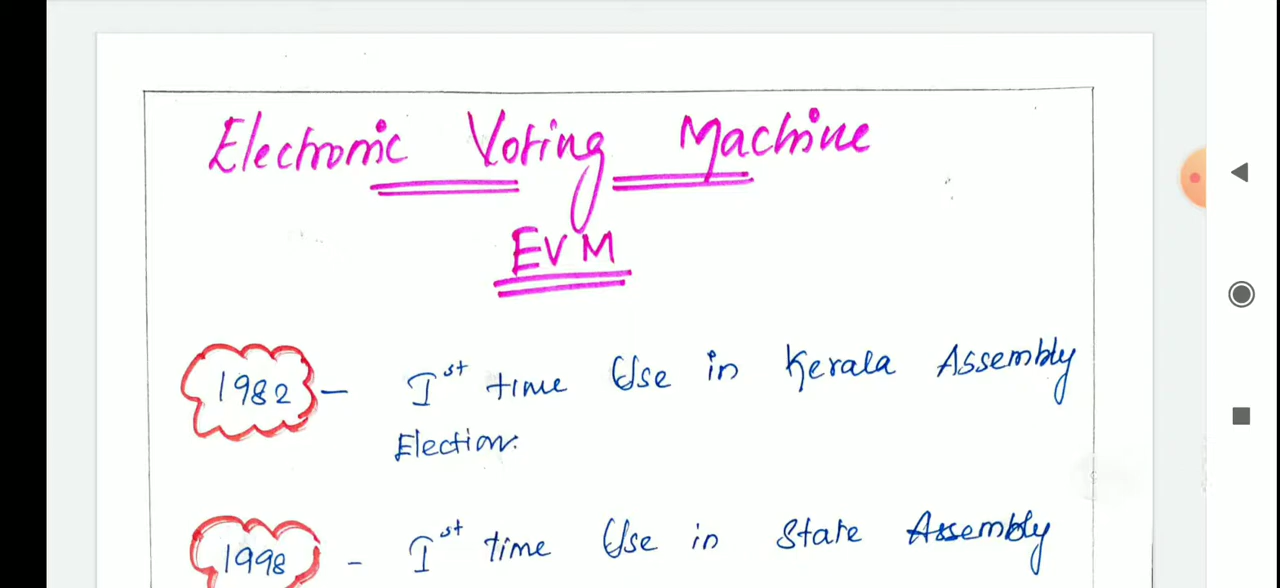 Electronic Voting Machine
EVM
1982 - Ist time Use in Kerala Assembly
Election.
1998 - Ist time Use in State Assembly